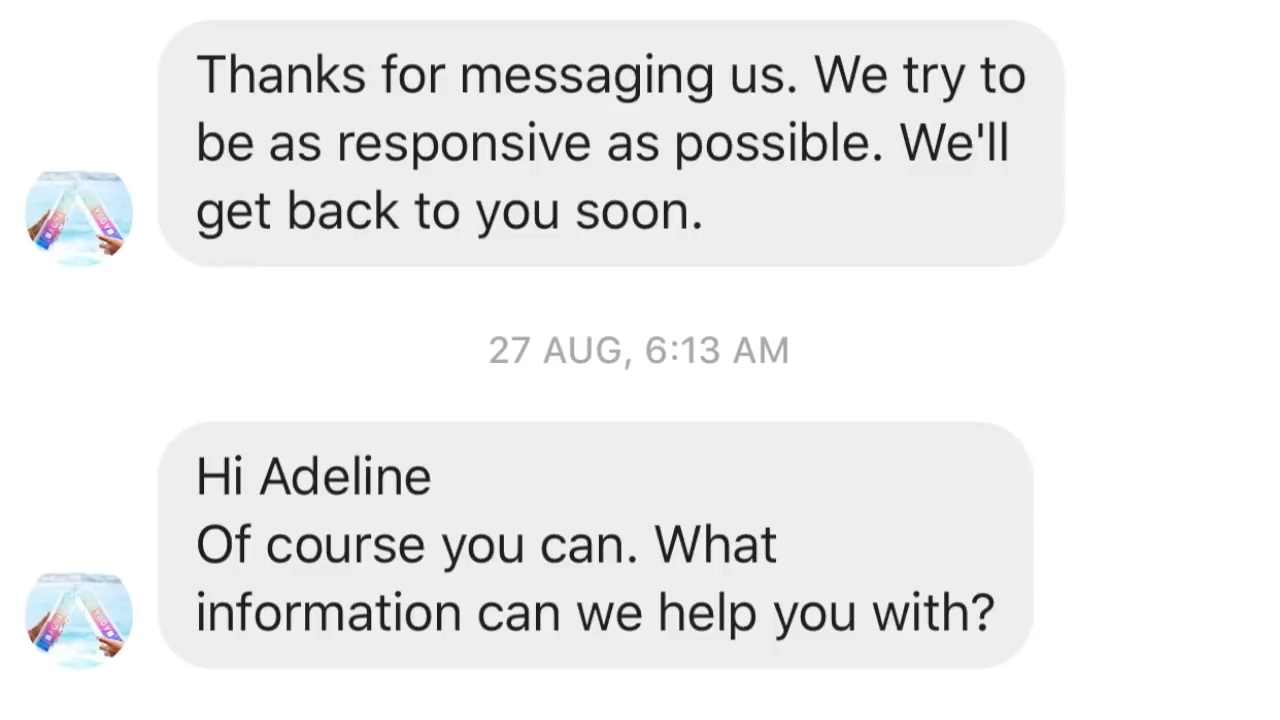 Thanks for messaging us. We try to
be as responsive as possible. We'll
get back to you soon.
27 AUG, 6:13 AM
Hi Adeline
Of course you can. What
information can we help you with?